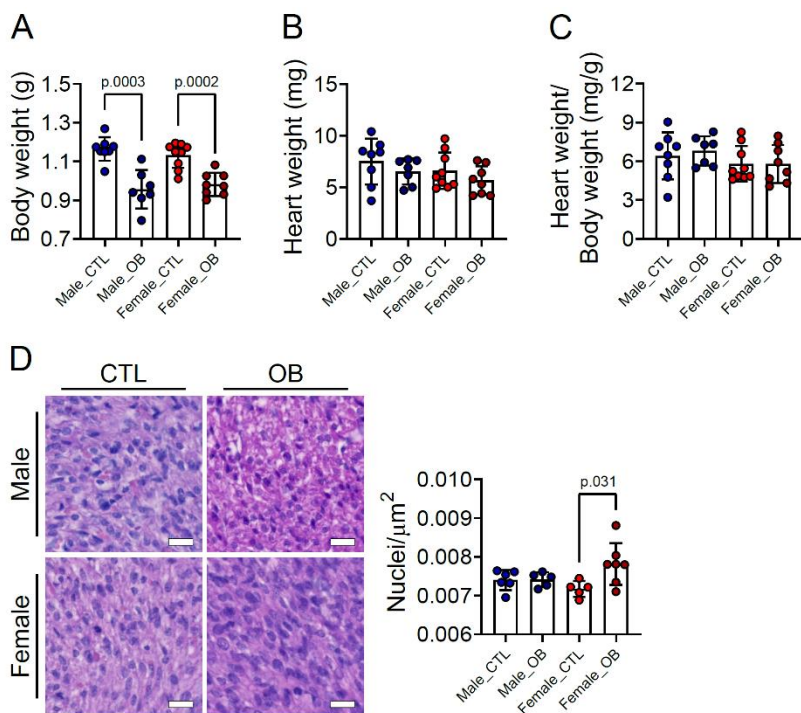 A
Body weight (g)
1.5
1.3
1.1
0.9
0.7
p.0003
p.0002
Male_CTL
Male_OB
Female_CTL
Female_OB
B
Heart weight (mg)
15
10
5
0
Male_CTL
Male_OB
Female_CTL
Female_OB
C
Heart weight/
Body weight (mg/g)
12
9
6
3
0
Male_CTL
Male_OB
Female_CTL
Female_OB
D
CTL
OB
Male
Female
Nuclei/μm²
0.010
0.009
0.008
0.007
0.006
p.031
Male_CTL
Male_OB
Female_CTL
Female_OB